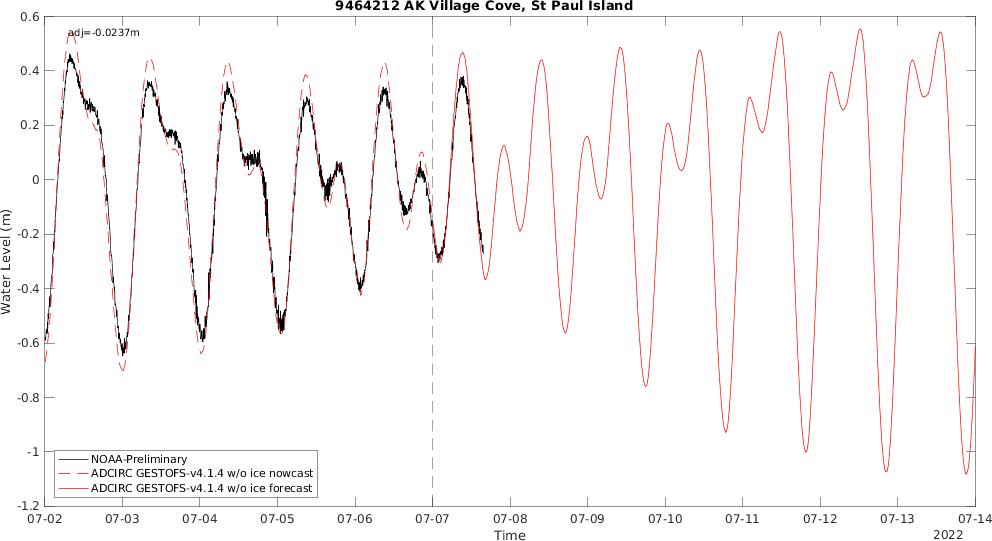 9464212 AK Village Cove, St Paul Island
adj=-0.0237m
0.6
0.4
0.2
0
-0.2
-0.4
-0.6
-0.8
-1
-1.2
Water Level (m)
NOAA-Preliminary
ADCIRC GESTOFS-v4.1.4 w/o ice nowcast
ADCIRC GESTOFS-v4.1.4 w/o ice forecast
07-02 07-03 07-04 07-05 07-06 07-07 07-08 07-09 07-10 07-11 07-12 07-13 07-14
Time
2022